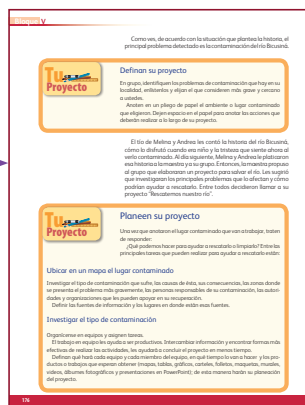 Bloque V
Como ves, de acuerdo con la situación que plantea la historia, el
principal problema detectado es la contaminación del río Bicusiná.
Tu
Proyecto
Definan su proyecto
En grupo, identifiquen los problemas de contaminación que hay en su
localidad, enlístenlos y elijan el que consideren más grave y cercano
a ustedes.
Anoten en un pliego de papel el ambiente o lugar contaminado
que eligieron. Dejen espacio en el papel para anotar las acciones que
deberán realizar a lo largo de su proyecto.
El tío de Melina y Andrea les contó la historia del río Bicusiná,
cómo lo disfrutó cuando era niño y la tristeza que siente ahora al
verlo contaminado. Al día siguiente, Melina y Andrea le platicaron
esa historia a la maestra y a su grupo. Entonces, la maestra propuso
al grupo que elaboraran un proyecto para salvar el río. Les sugirió
que investigaran los principales problemas que lo afectan y cómo
podrían ayudar a rescatarlo. Entre todos decidieron llamar a su
proyecto "Rescatemos nuestro río".
Tu
Proyecto
Planeen su proyecto
Una vez que anotaron el lugar contaminado que van a trabajar, traten
de responder:
¿Qué podemos hacer para ayudar a rescatarlo o limpiarlo? Entre las
principales tareas que pueden realizar para ayudar a rescatarlo están:
Ubicar en un mapa el lugar contaminado
Investigar el tipo de contaminación que sufre, las causas de ésta, sus consecuencias, las zonas donde
se presenta el problema más gravemente, las personas responsables de su contaminación, las autori-
dades y organizaciones que les pueden apoyar en su recuperación.
Definir las fuentes de información y los lugares en donde están esas fuentes.
Investigar el tipo de contaminación
Organícense en equipos y asignen tareas.
El trabajo en equipo les ayuda a ser productivos. Intercambiar información y encontrar formas más
efectivas de realizar las actividades, les ayudará a concluir el proyecto en menos tiempo.
Definan qué hará cada equipo y cada miembro del equipo, en qué tiempo lo van a hacer y los pro-
ductos o trabajos que esperan obtener (mapas, tablas, gráficos, carteles, folletos, maquetas, murales,
videos, álbumes fotográficos y presentaciones en PowerPoint); de esta manera harán su planeación
del proyecto.
176